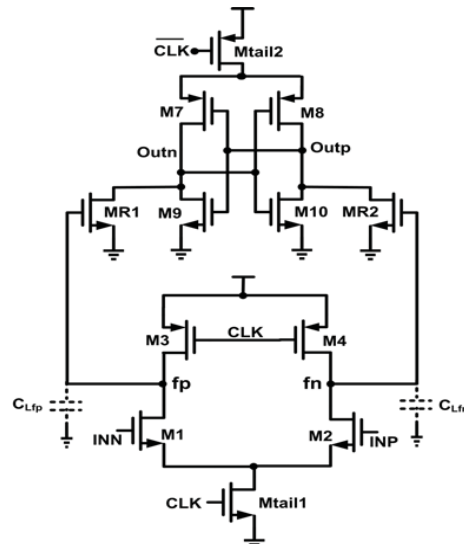 CLK
Mtail2
M7
M8
Outn
Outp
MR1
M9
M10
MR2
M3
CLK
M4
fp
fn
CLfp
CLfn
INN
M1
M2
INP
CLK
Mtail1